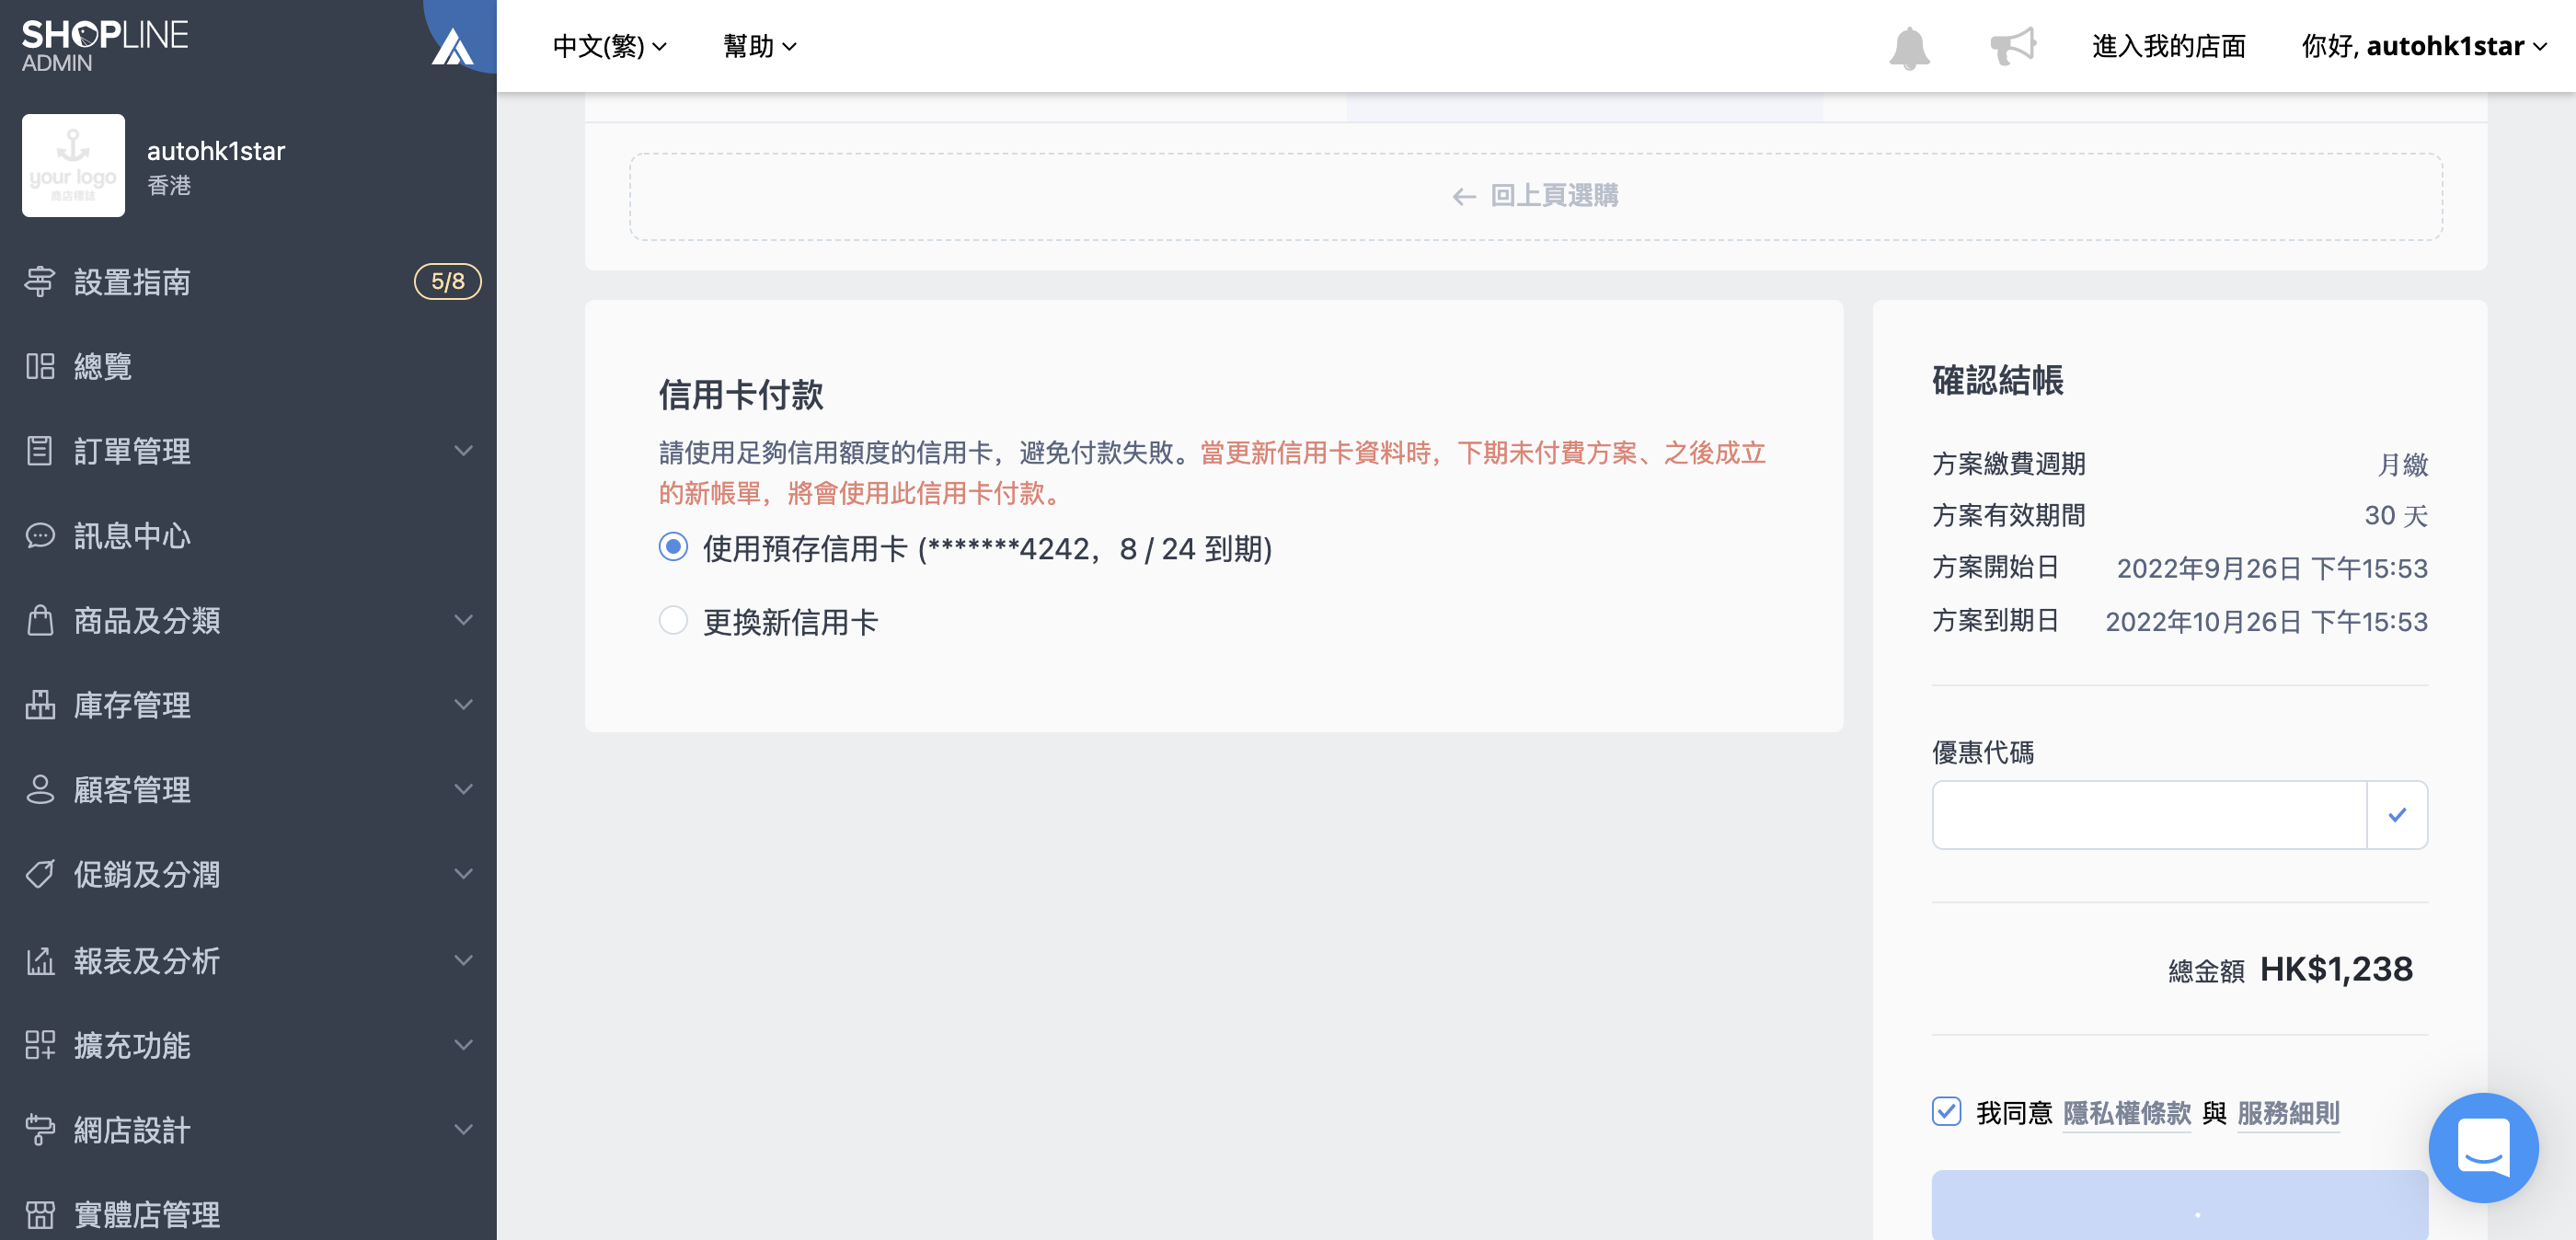 SHOPLINE
ADMIN
中文(繁)
幫助
進入我的店面
你好, autohk1star
your logo
商店標誌
autohk1star
香港
設置指南
5/8
總覽
訂單管理
訊息中心
商品及分類
庫存管理
顧客管理
促銷及分潤
報表及分析
擴充功能
網店設計
實體店管理
← 回上頁選購
信用卡付款
請使用足夠信用額度的信用卡，避免付款失敗。當更新信用卡資料時，下期未付費方案、之後成立
的新帳單，將會使用此信用卡付款。
使用預存信用卡 (*******4242，8 / 24 到期)
更換新信用卡
確認結帳
方案繳費週期 月繳
方案有效期間 30 天
方案開始日 2022年9月26日 下午15:53
方案到期日 2022年10月26日 下午15:53
優惠代碼
總金額 HK$1,238
我同意 隱私權條款 與 服務細則